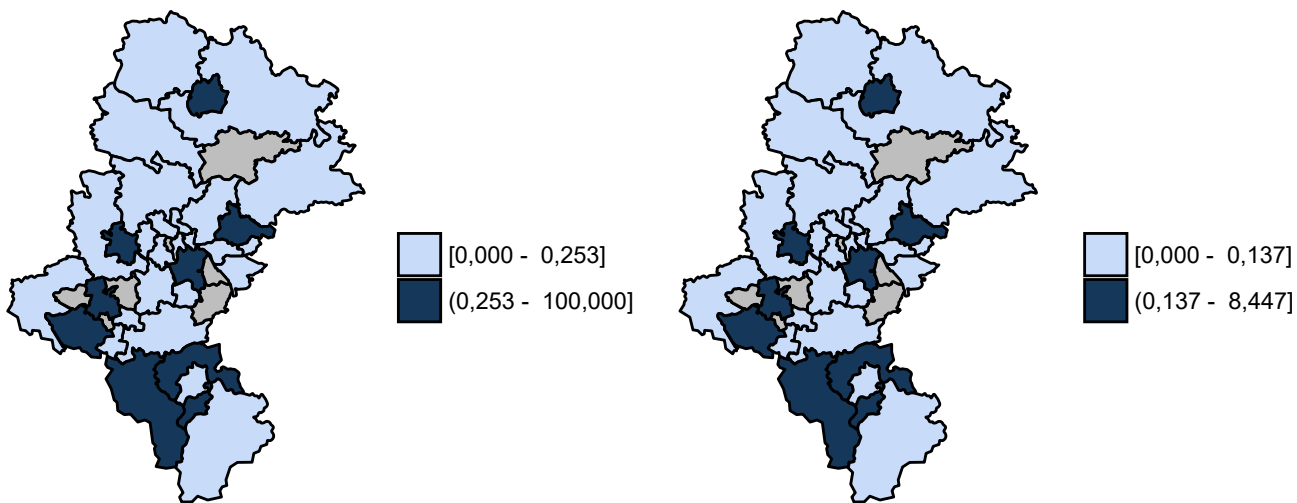 [0,000 - 0,253]
(0,253 - 100,000]
[0,000 - 0,137]
(0,137 - 8,447]